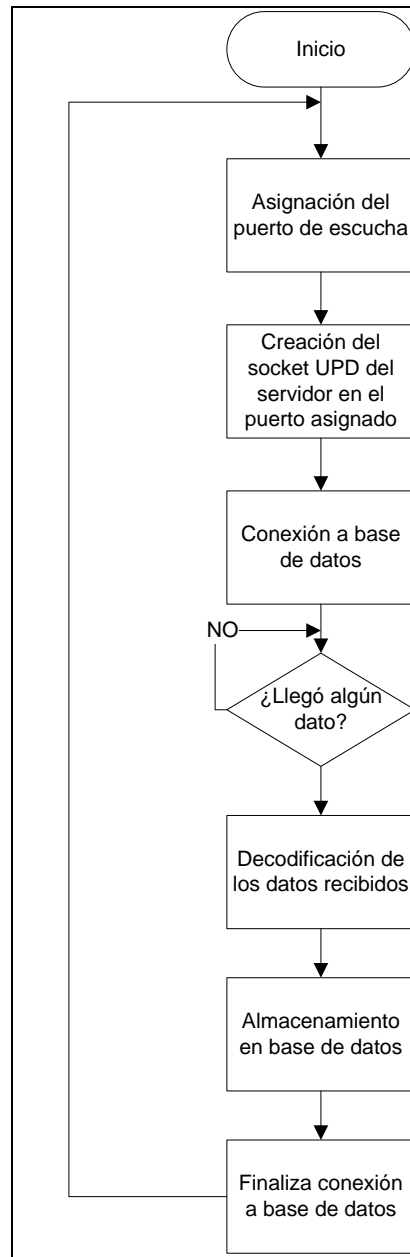 Inicio
Asignación del
puerto de escucha
Creación del
socket UPD del
servidor en el
puerto asignado
Conexión a base
de datos
NO
¿Llegó algún
dato?
Decodificación de
los datos recibidos
Almacenamiento
en base de datos
Finaliza conexión
a base de datos